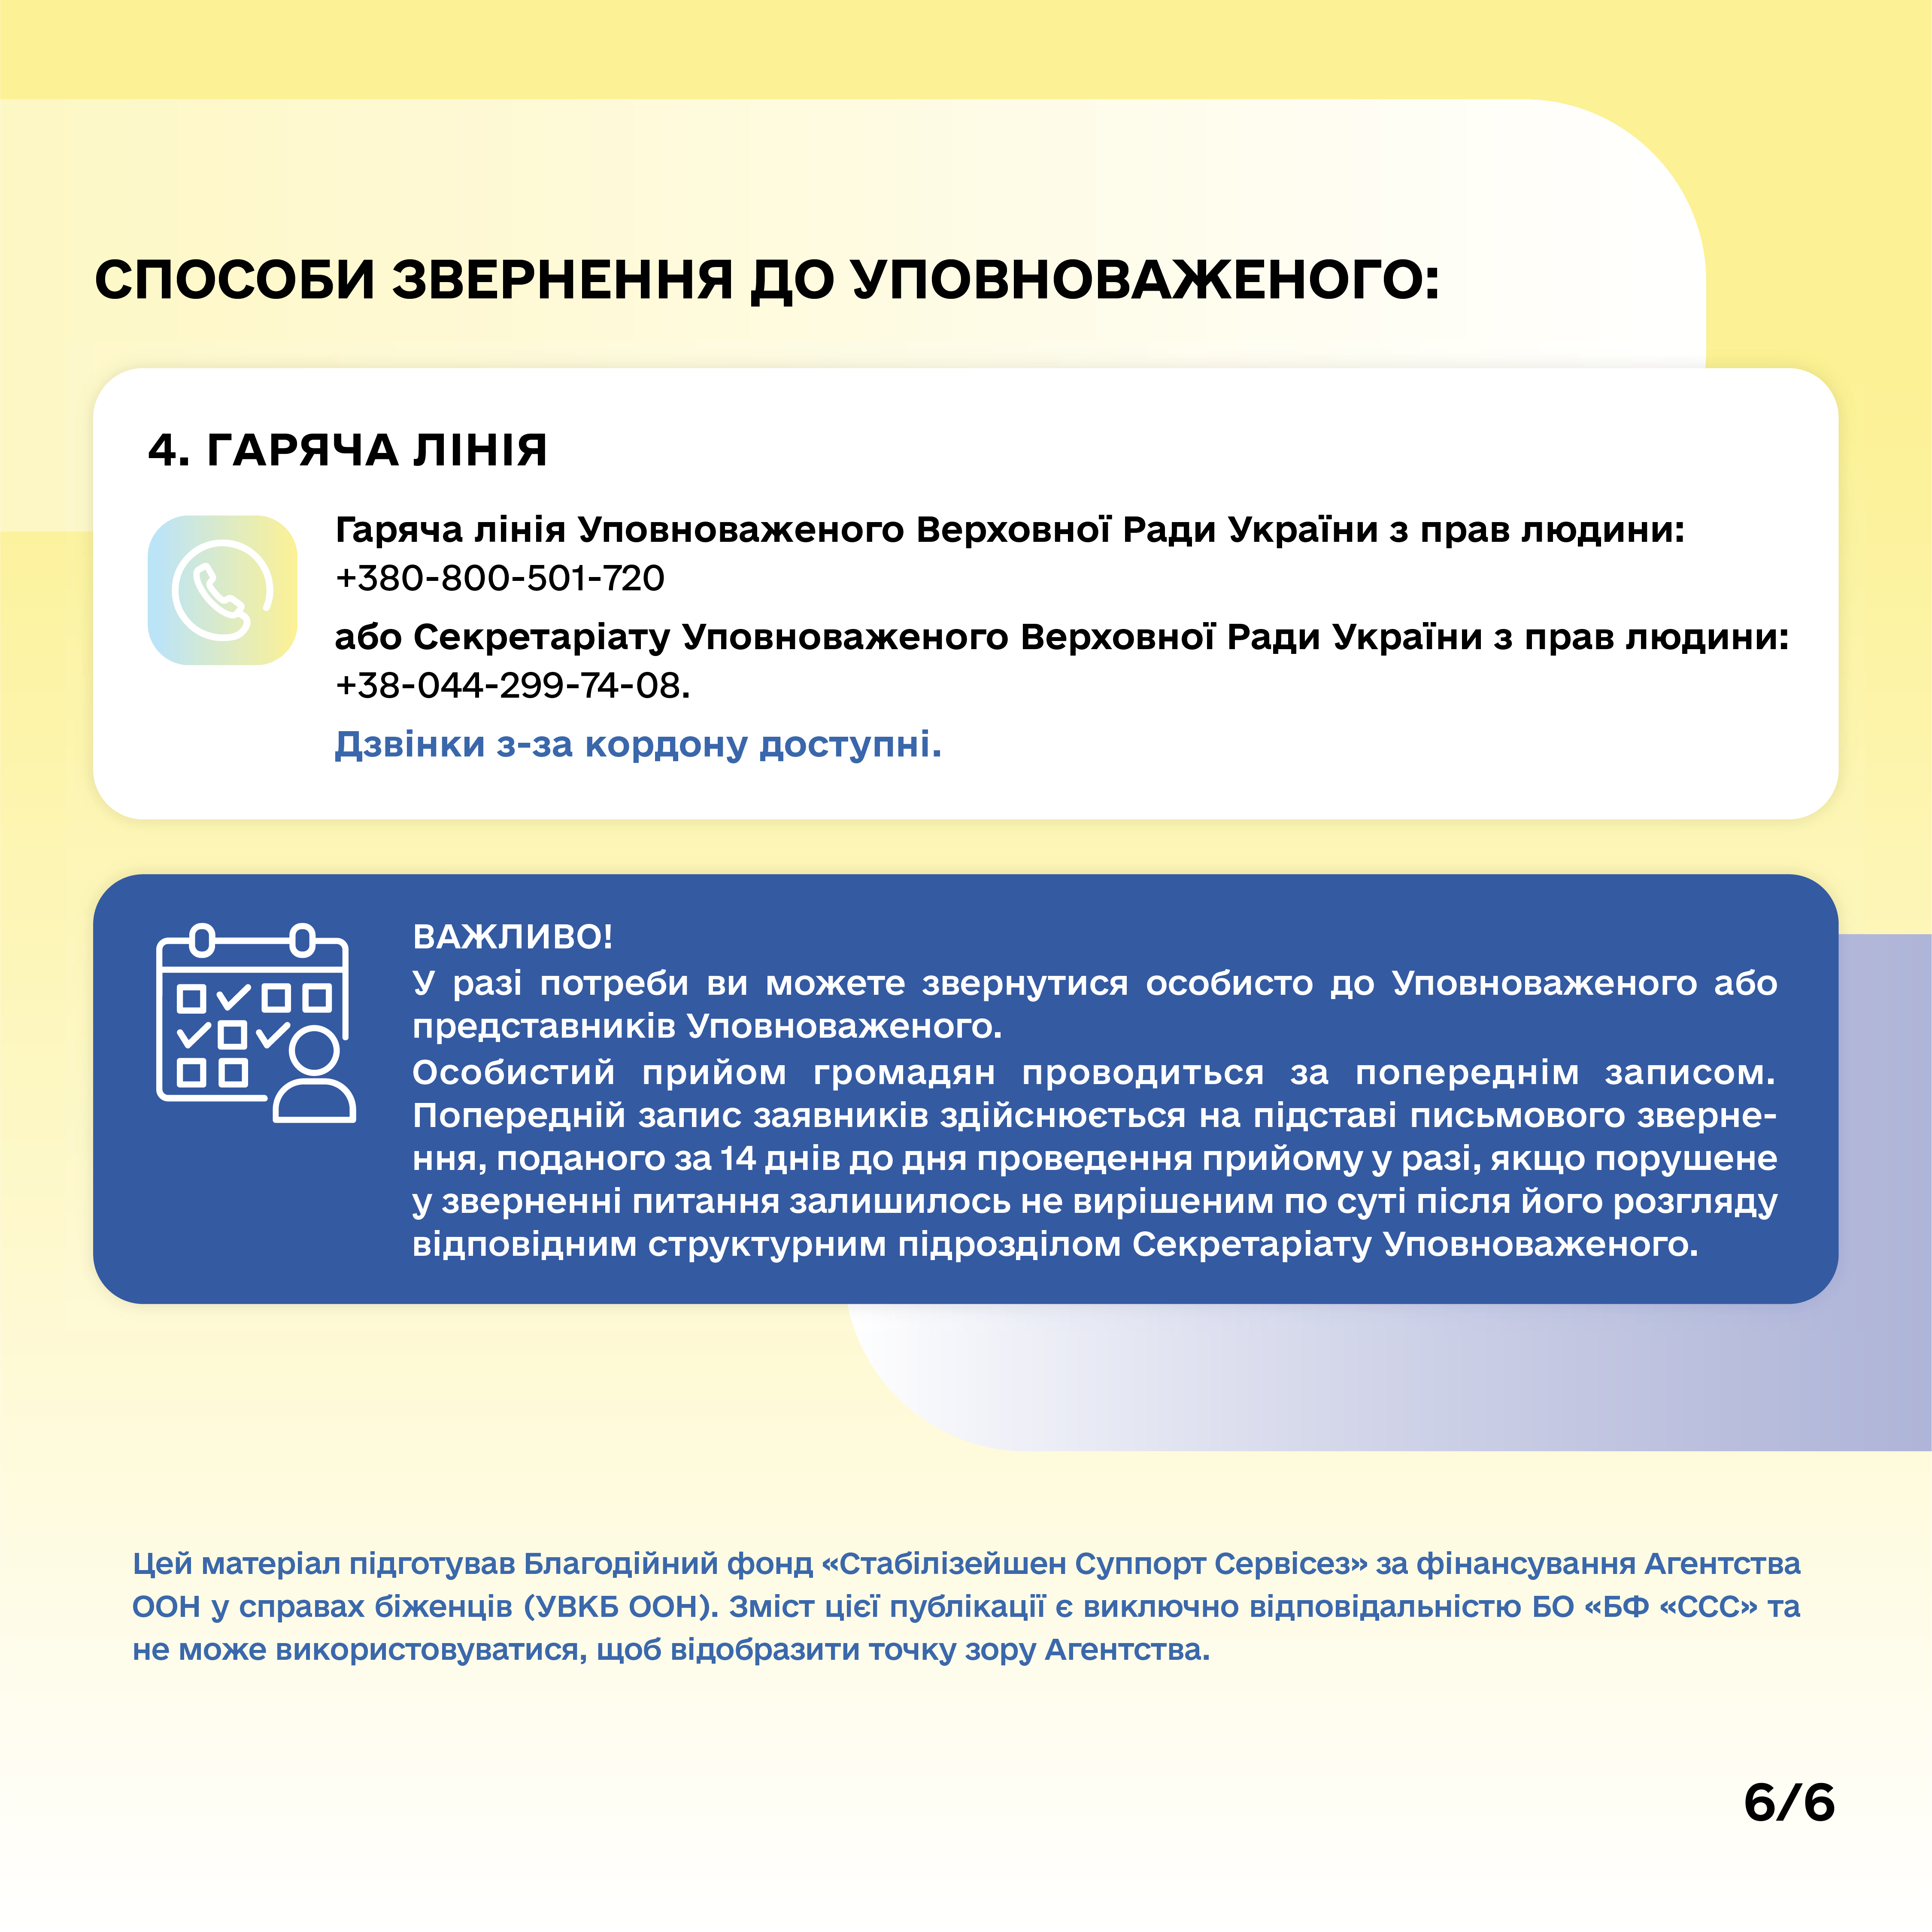 СПОСОБИ ЗВЕРНЕННЯ ДО УПОВНОВАЖЕНОГО:
4. ГАРЯЧА ЛІНІЯ
Гаряча лінія Уповноваженого Верховної Ради України з прав людини:
+380-800-501-720
або Секретаріату Уповноваженого Верховної Ради України з прав людини:
+38-044-299-74-08.
Дзвінки з-за кордону доступні.
ВАЖЛИВО!
У разі потреби ви можете звернутися особисто до Уповноваженого або
представників Уповноваженого.
Особистий прийом громадян проводиться за попереднім записом.
Попередній запис заявників здійснюється на підставі письмового зверне-
ння, поданого за 14 днів до дня проведення прийому у разі, якщо порушене
у зверненні питання залишилось не вирішеним по суті після його розгляду
відповідним структурним підрозділом Секретаріату Уповноваженого.
Цей матеріал підготував Благодійний фонд «Стабілізейшен Суппорт Сервісез» за фінансування Агентства
ООН у справах біженців (УВКБ ООН). Зміст цієї публікації є виключно відповідальністю БО «БФ «ССС» та
не може використовуватися, щоб відобразити точку зору Агентства.
6/6